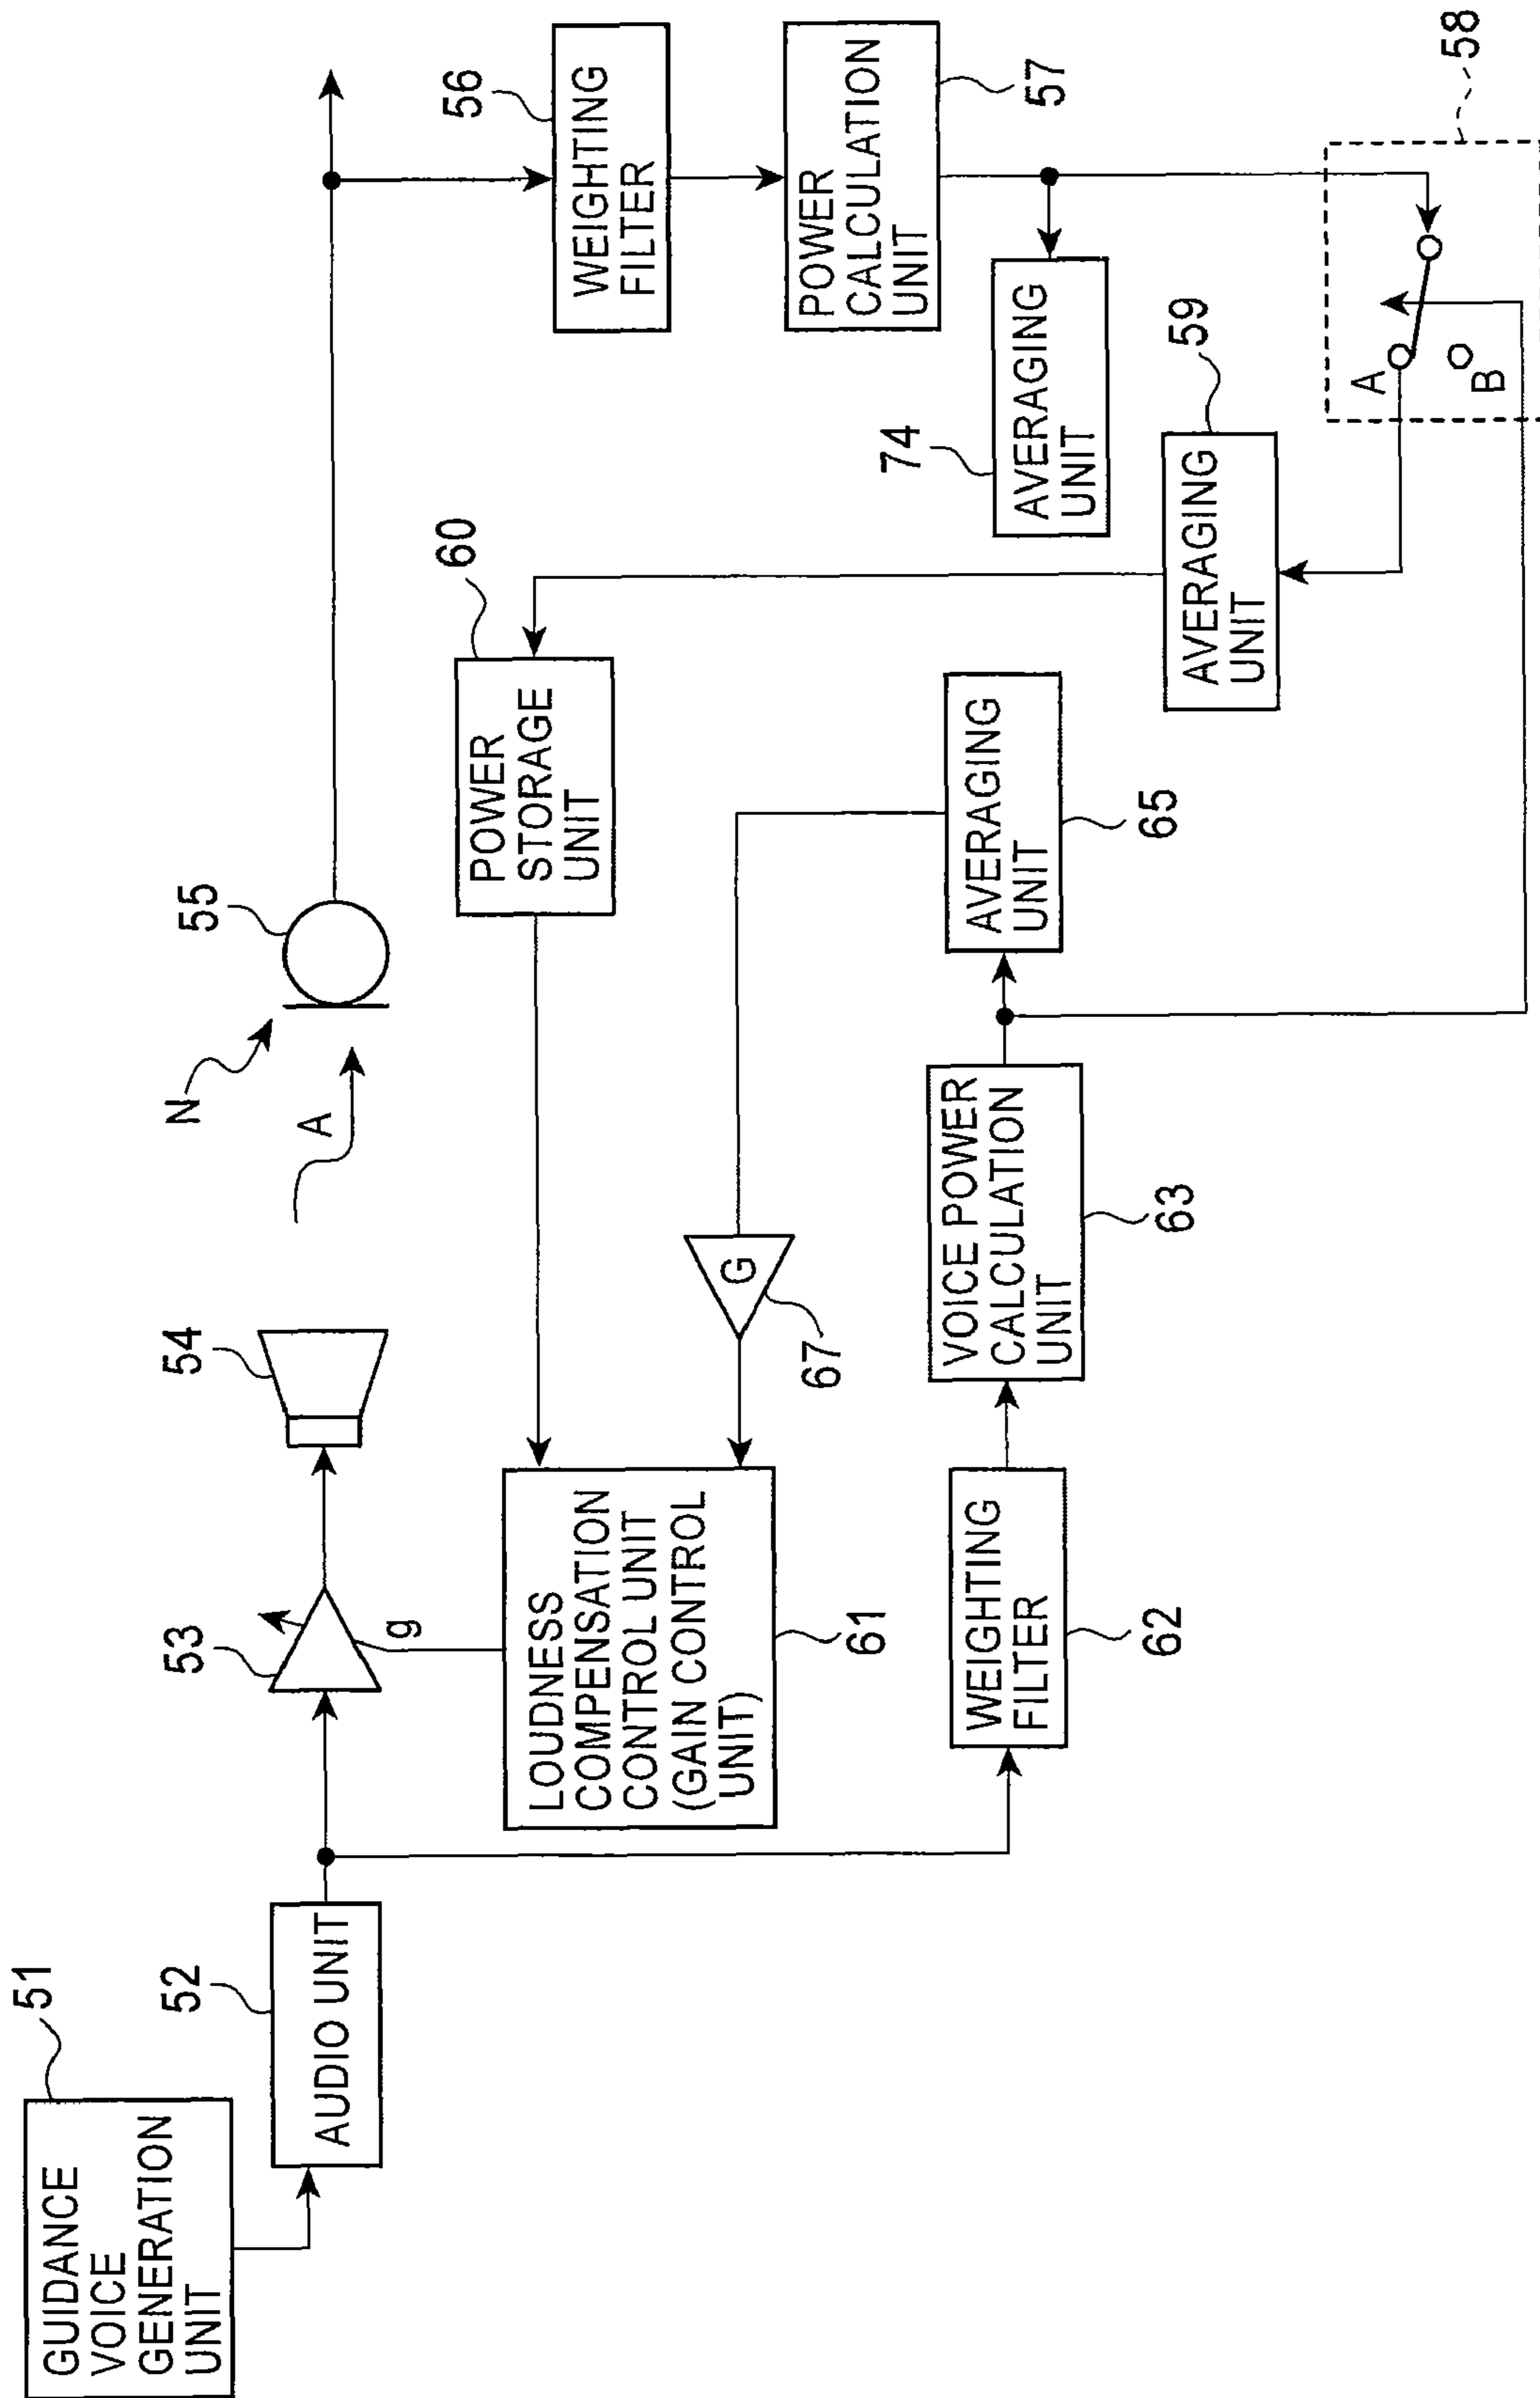 51
GUIDANCE
VOICE
GENERATION
UNIT
52
AUDIO UNIT
53
g
54
A
N
55
LOUDNESS
COMPENSATION
CONTROL UNIT
(GAIN CONTROL
UNIT)
61
60
POWER
STORAGE
UNIT
56
WEIGHTING
FILTER
POWER
CALCULATION
UNIT
57
G
67
74
AVERAGING
UNIT
WEIGHTING
FILTER
62
VOICE POWER
CALCULATION
UNIT
63
AVERAGING
UNIT
65
AVERAGING
UNIT
59
A
B
58